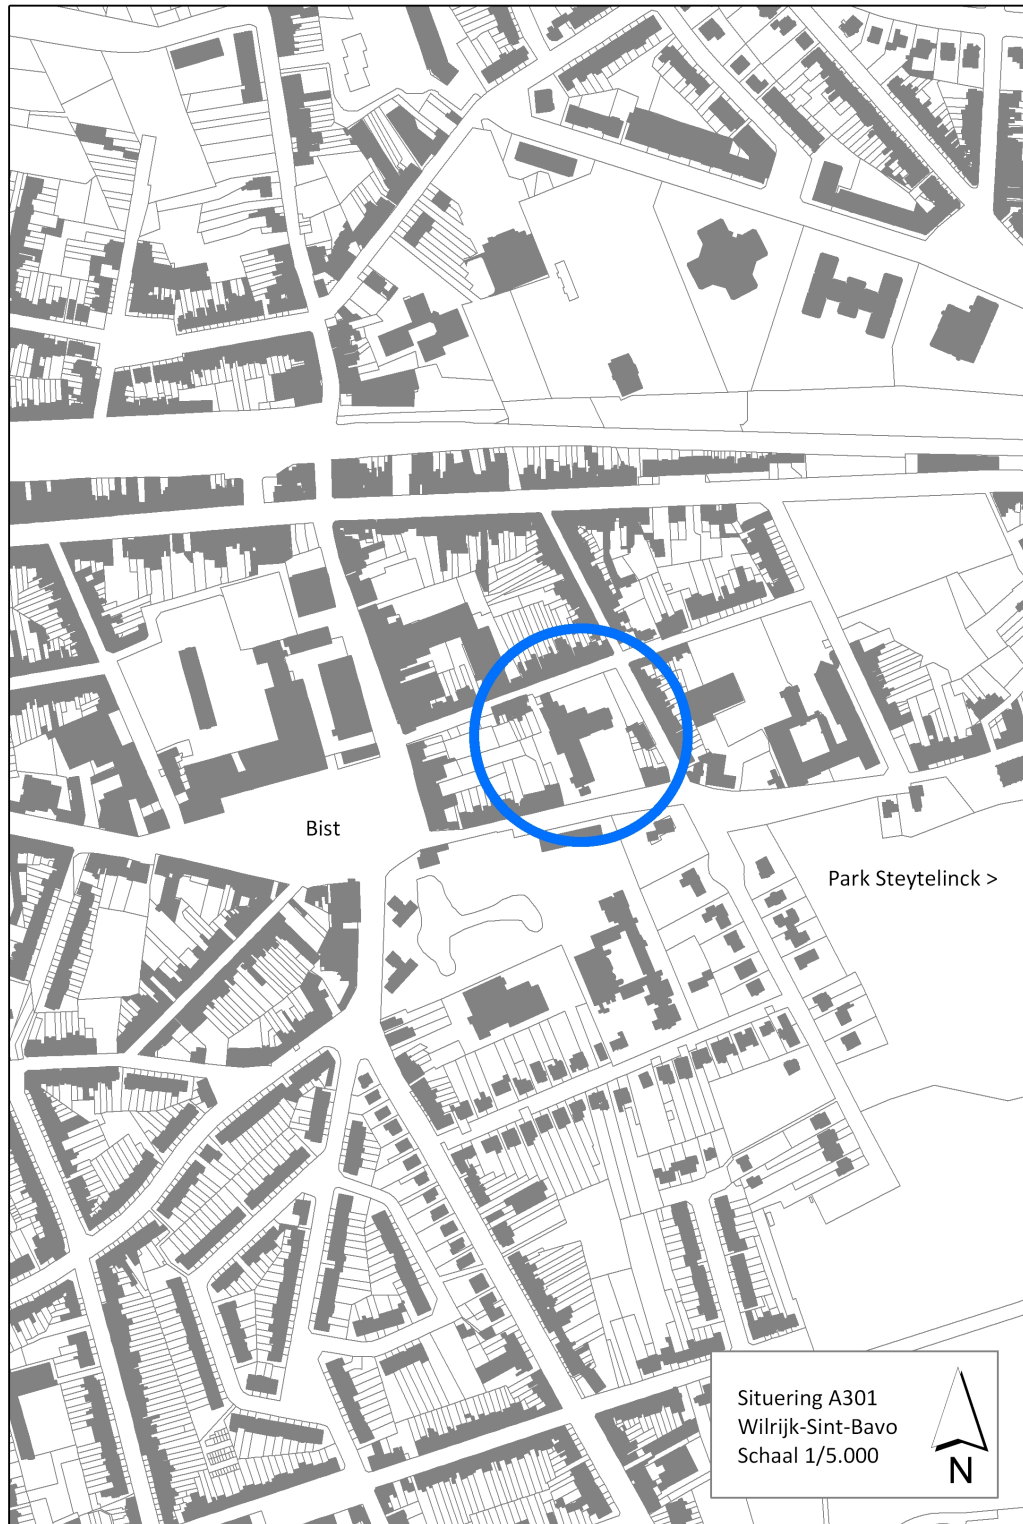 Bist
Park Steytelinck >
Situering A301
Wilrijk-Sint-Bavo
Schaal 1/5.000
N